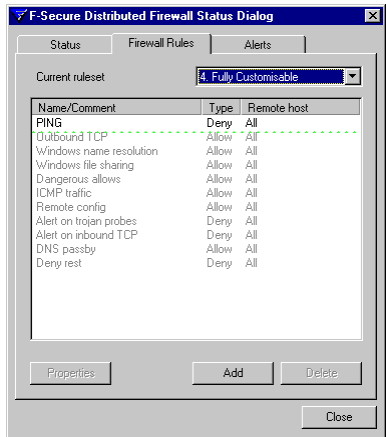 F-Secure Distributed Firewall Status Dialog
Status Firewall Rules Alerts
Current ruleset 4. Fully Customisable
Name/Comment Type Remote host
PING Deny All
Outbound TCP Allow All
Windows name resolution Allow All
Windows file sharing Allow All
Dangerous allows Allow All
ICMP traffic Allow All
Remote config Allow All
Alert on trojan probes Deny All
Alert on inbound TCP Deny All
DNS passby Allow All
Deny rest Deny All
Properties Add Delete
Close